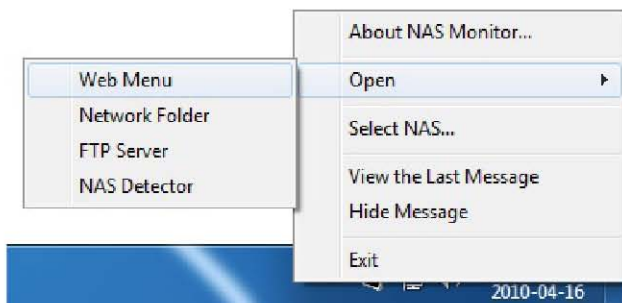 About NAS Monitor...
Open
Select NAS...
View the Last Message
Hide Message
Exit
Web Menu
Network Folder
FTP Server
NAS Detector
2010-04-16